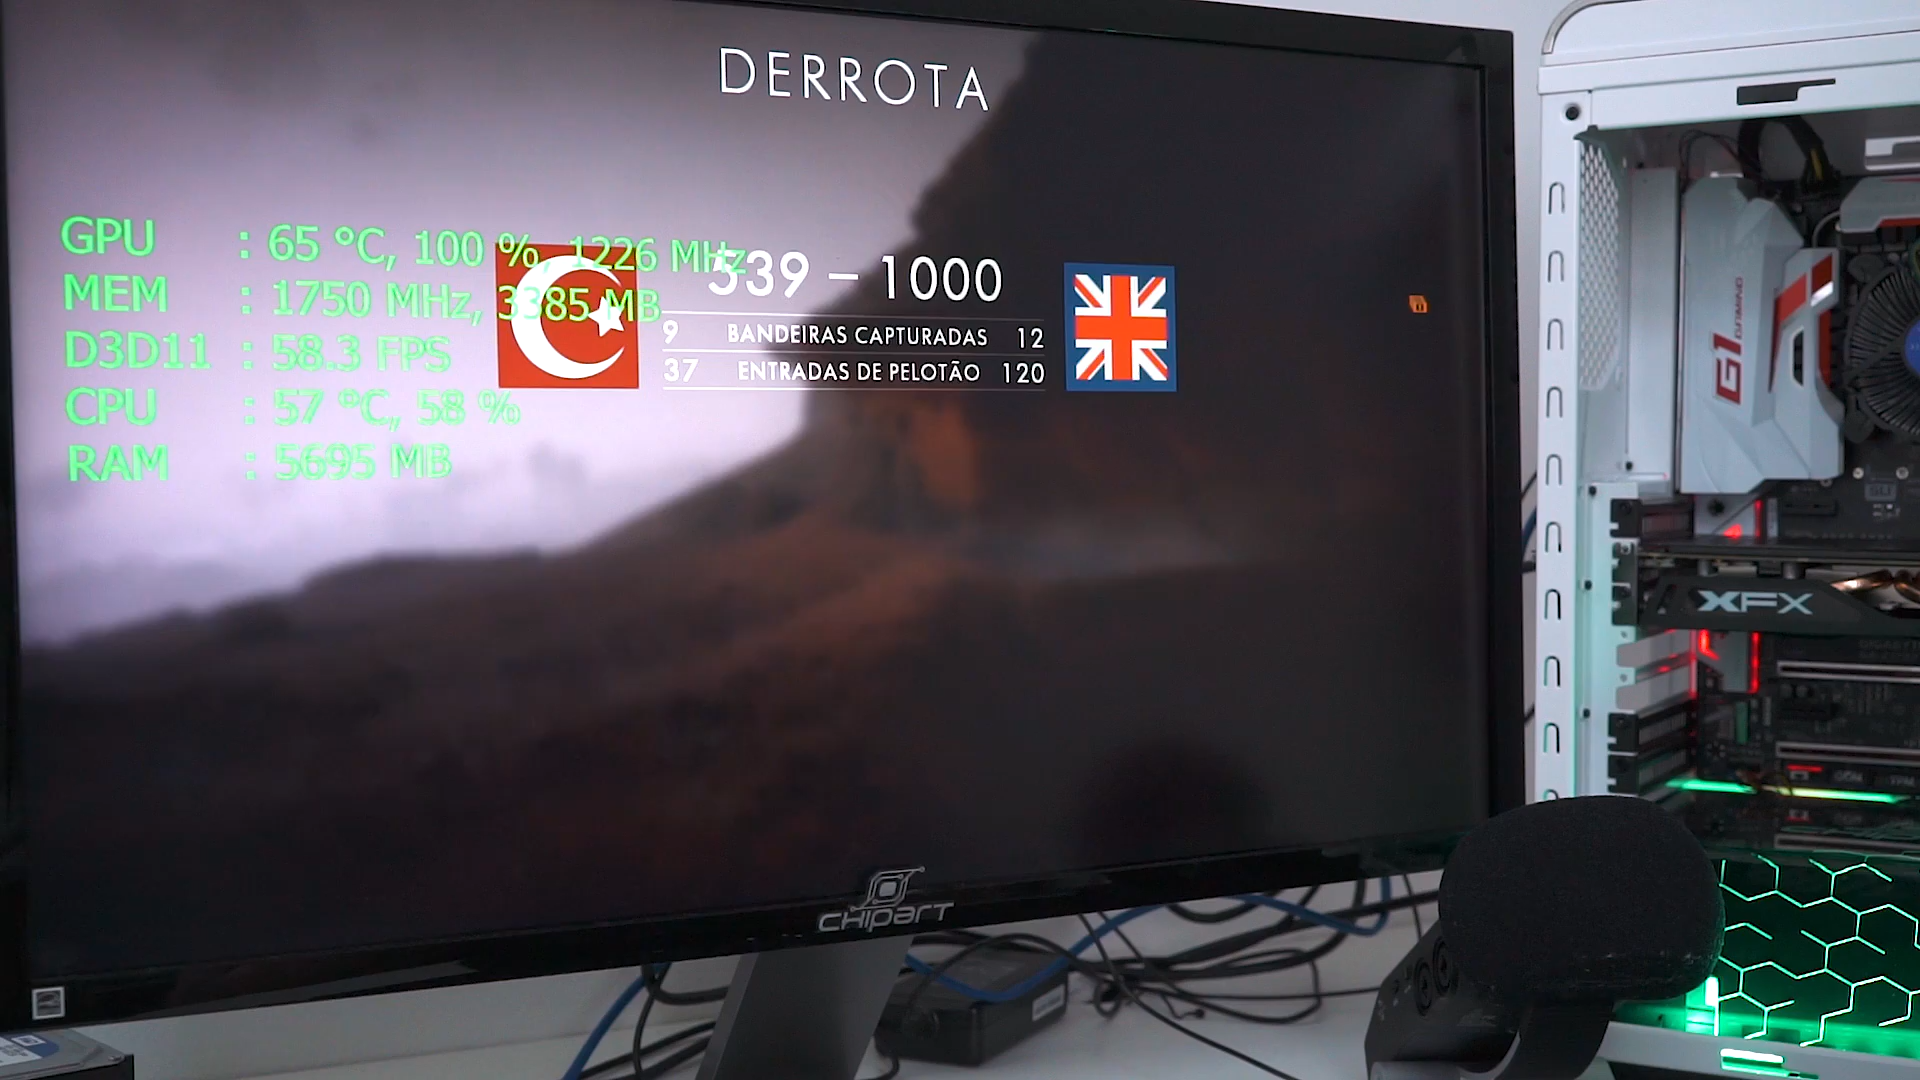 DERROTA
GPU : 65 °C, 100 %, 1226 MHz
539 – 1000
MEM : 1750 MHz, 3385 MB
9 BANDEIRAS CAPTURADAS 12
D3D11 : 58.3 FPS
37 ENTRADAS DE PELOTÃO 120
CPU : 57 °C, 58 %
RAM : 5695 MB
CHIPART
G1 GAMING
SLI
XFX